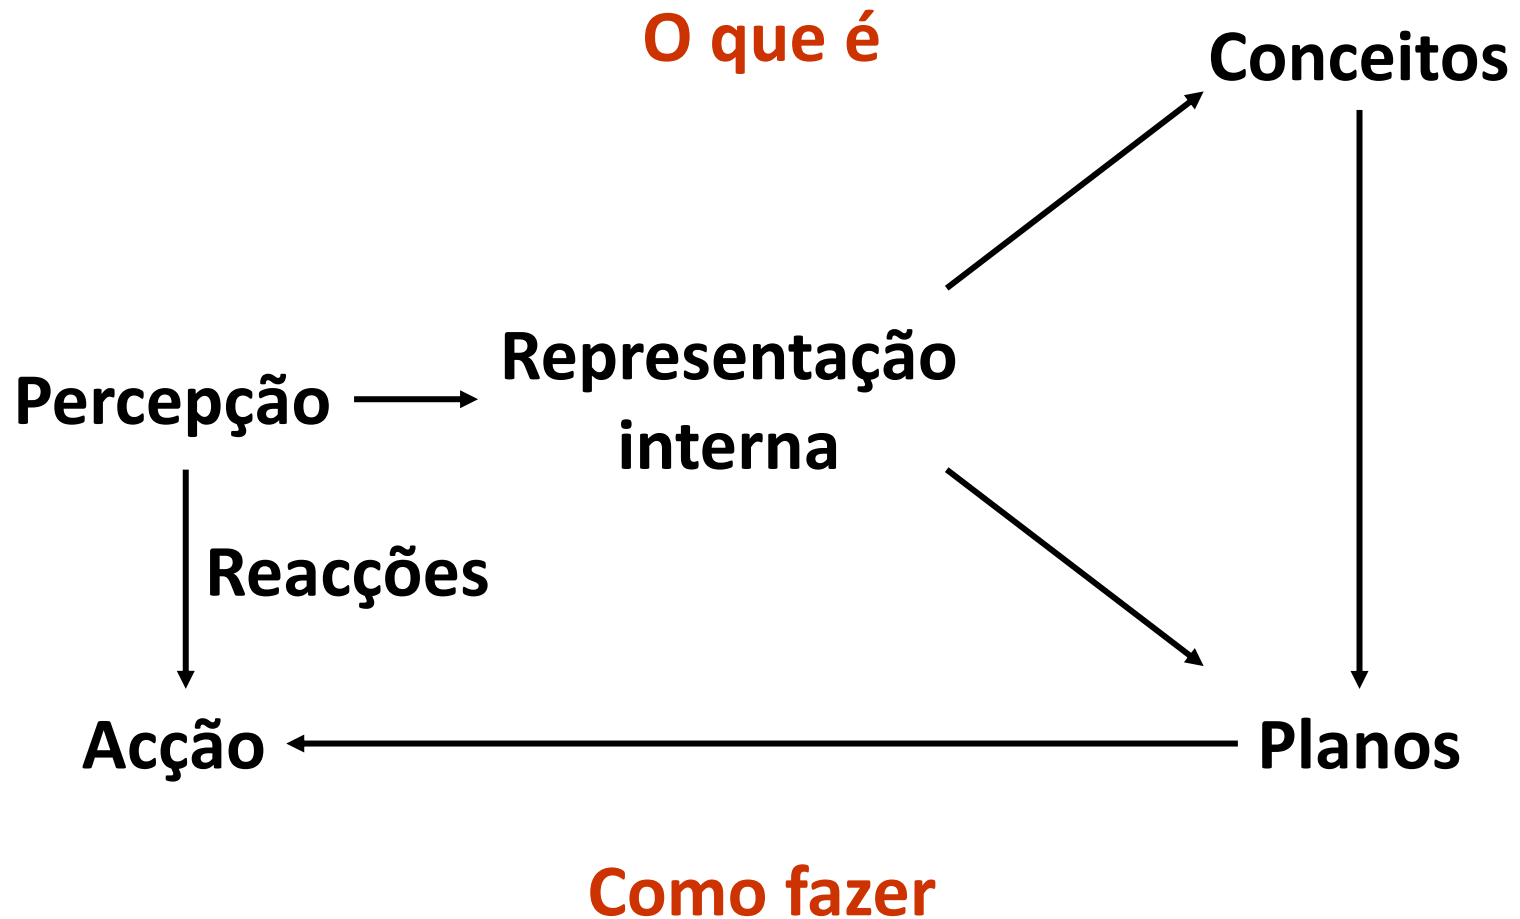 O que é
Conceitos
Representação
interna
Percepção
Reacções
Acção
Planos
Como fazer